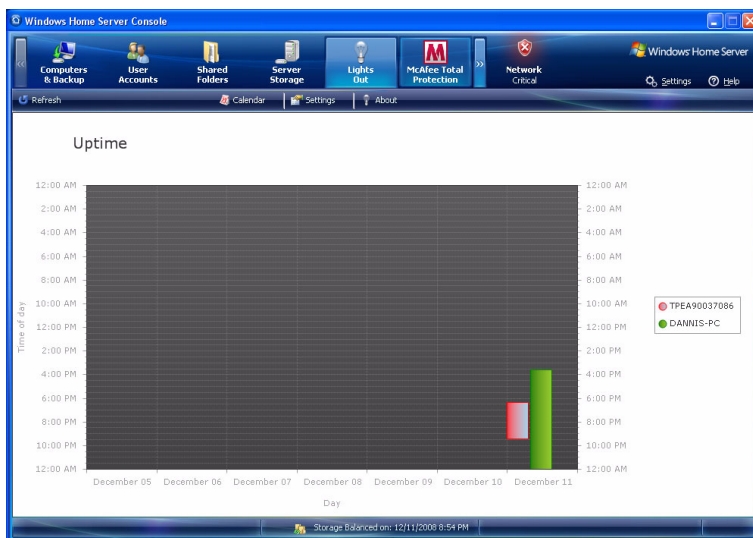 Windows Home Server Console
Computers & Backup
User Accounts
Shared Folders
Server Storage
Lights Out
McAfee Total Protection
Network Critical
Windows Home Server
Settings
Help
Refresh
Calendar
Settings
About
Uptime
12:00 AM
2:00 AM
4:00 AM
6:00 AM
8:00 AM
10:00 AM
12:00 PM
2:00 PM
4:00 PM
6:00 PM
8:00 PM
10:00 PM
12:00 AM
Time of day
12:00 AM
2:00 AM
4:00 AM
6:00 AM
8:00 AM
10:00 AM
12:00 PM
2:00 PM
4:00 PM
6:00 PM
8:00 PM
10:00 PM
12:00 AM
TPEA90037086
DANNIS-PC
December 05 December 06 December 07 December 08 December 09 December 10 December 11
Day
Storage Balanced on: 12/11/2008 8:54 PM